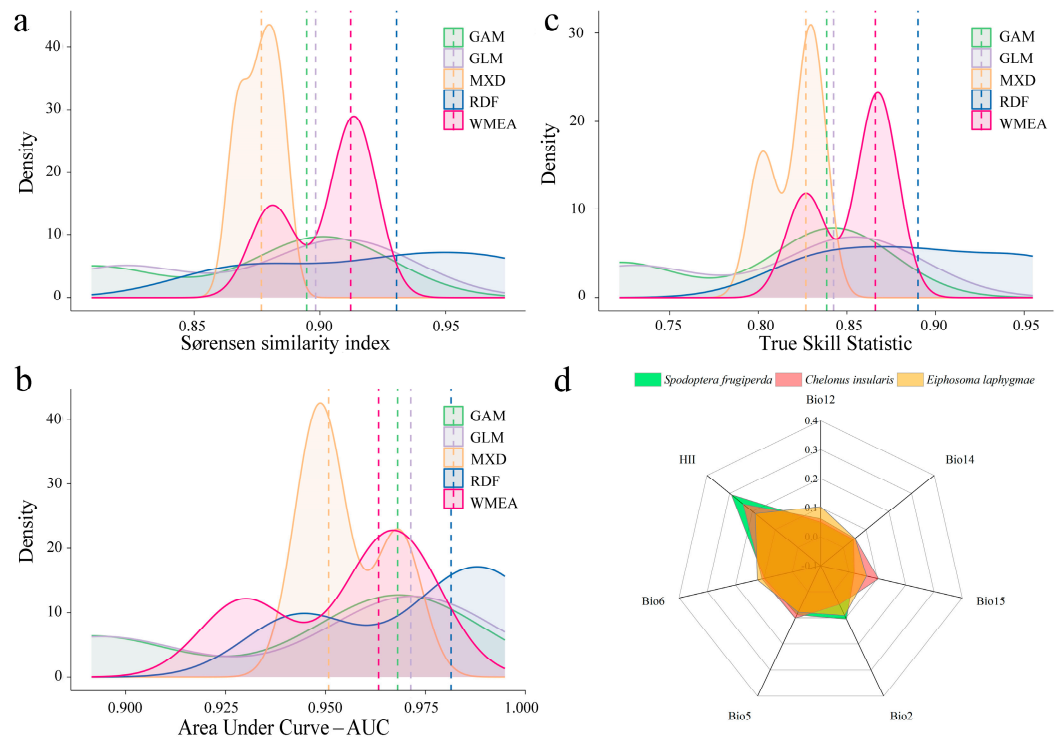 a
40
30
20
10
0
Density
GAM
GLM
MXD
RDF
WMEA
0.85
0.90
0.95
Sørensen similarity index
c
30
20
10
0
Density
GAM
GLM
MXD
RDF
WMEA
0.75
0.80
0.85
0.90
0.95
True Skill Statistic
b
40
30
20
10
0
Density
GAM
GLM
MXD
RDF
WMEA
0.900
0.925
0.950
0.975
1.000
Area Under Curve – AUC
d
Spodoptera frugiperda
Chelonus insularis
Eiphosoma laphygmae
Bio12
0.4
0.3
0.2
0.1
0.0
-0.1
Bio14
Bio15
Bio2
Bio5
Bio6
HII